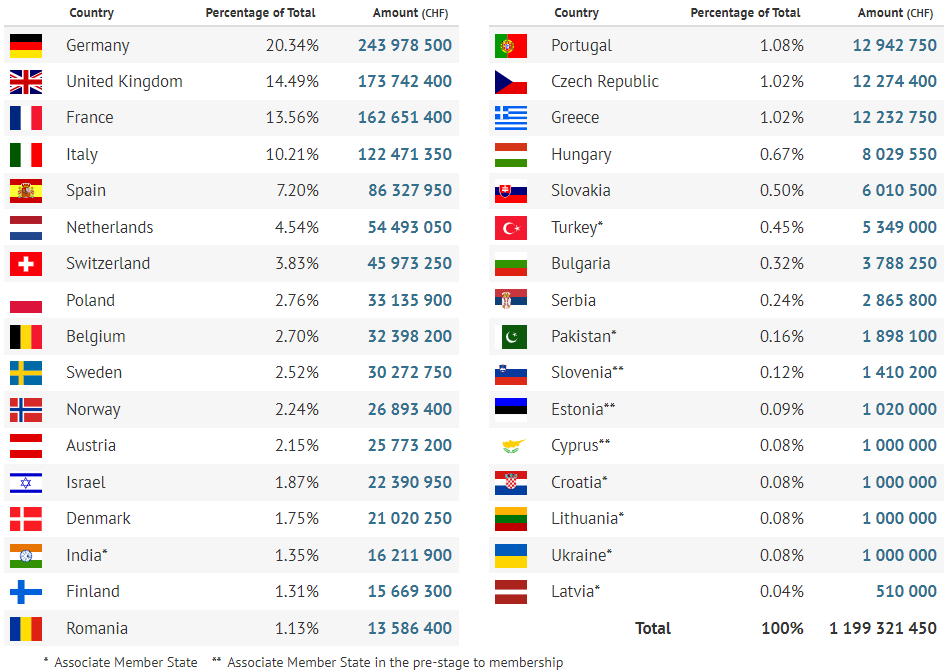 Country Percentage of Total Amount (CHF)
Germany 20.34% 243 978 500
United Kingdom 14.49% 173 742 400
France 13.56% 162 651 400
Italy 10.21% 122 471 350
Spain 7.20% 86 327 950
Netherlands 4.54% 54 493 050
Switzerland 3.83% 45 973 250
Poland 2.76% 33 135 900
Belgium 2.70% 32 398 200
Sweden 2.52% 30 272 750
Norway 2.24% 26 893 400
Austria 2.15% 25 773 200
Israel 1.87% 22 390 950
Denmark 1.75% 21 020 250
India* 1.35% 16 211 900
Finland 1.31% 15 669 300
Romania 1.13% 13 586 400
Country Percentage of Total Amount (CHF)
Portugal 1.08% 12 942 750
Czech Republic 1.02% 12 274 400
Greece 1.02% 12 232 750
Hungary 0.67% 8 029 550
Slovakia 0.50% 6 010 500
Turkey* 0.45% 5 349 000
Bulgaria 0.32% 3 788 250
Serbia 0.24% 2 865 800
Pakistan* 0.16% 1 898 100
Slovenia** 0.12% 1 410 200
Estonia** 0.09% 1 020 000
Cyprus** 0.08% 1 000 000
Croatia* 0.08% 1 000 000
Lithuania* 0.08% 1 000 000
Ukraine* 0.08% 1 000 000
Latvia* 0.04% 510 000
Total 100% 1 199 321 450
* Associate Member State ** Associate Member State in the pre-stage to membership